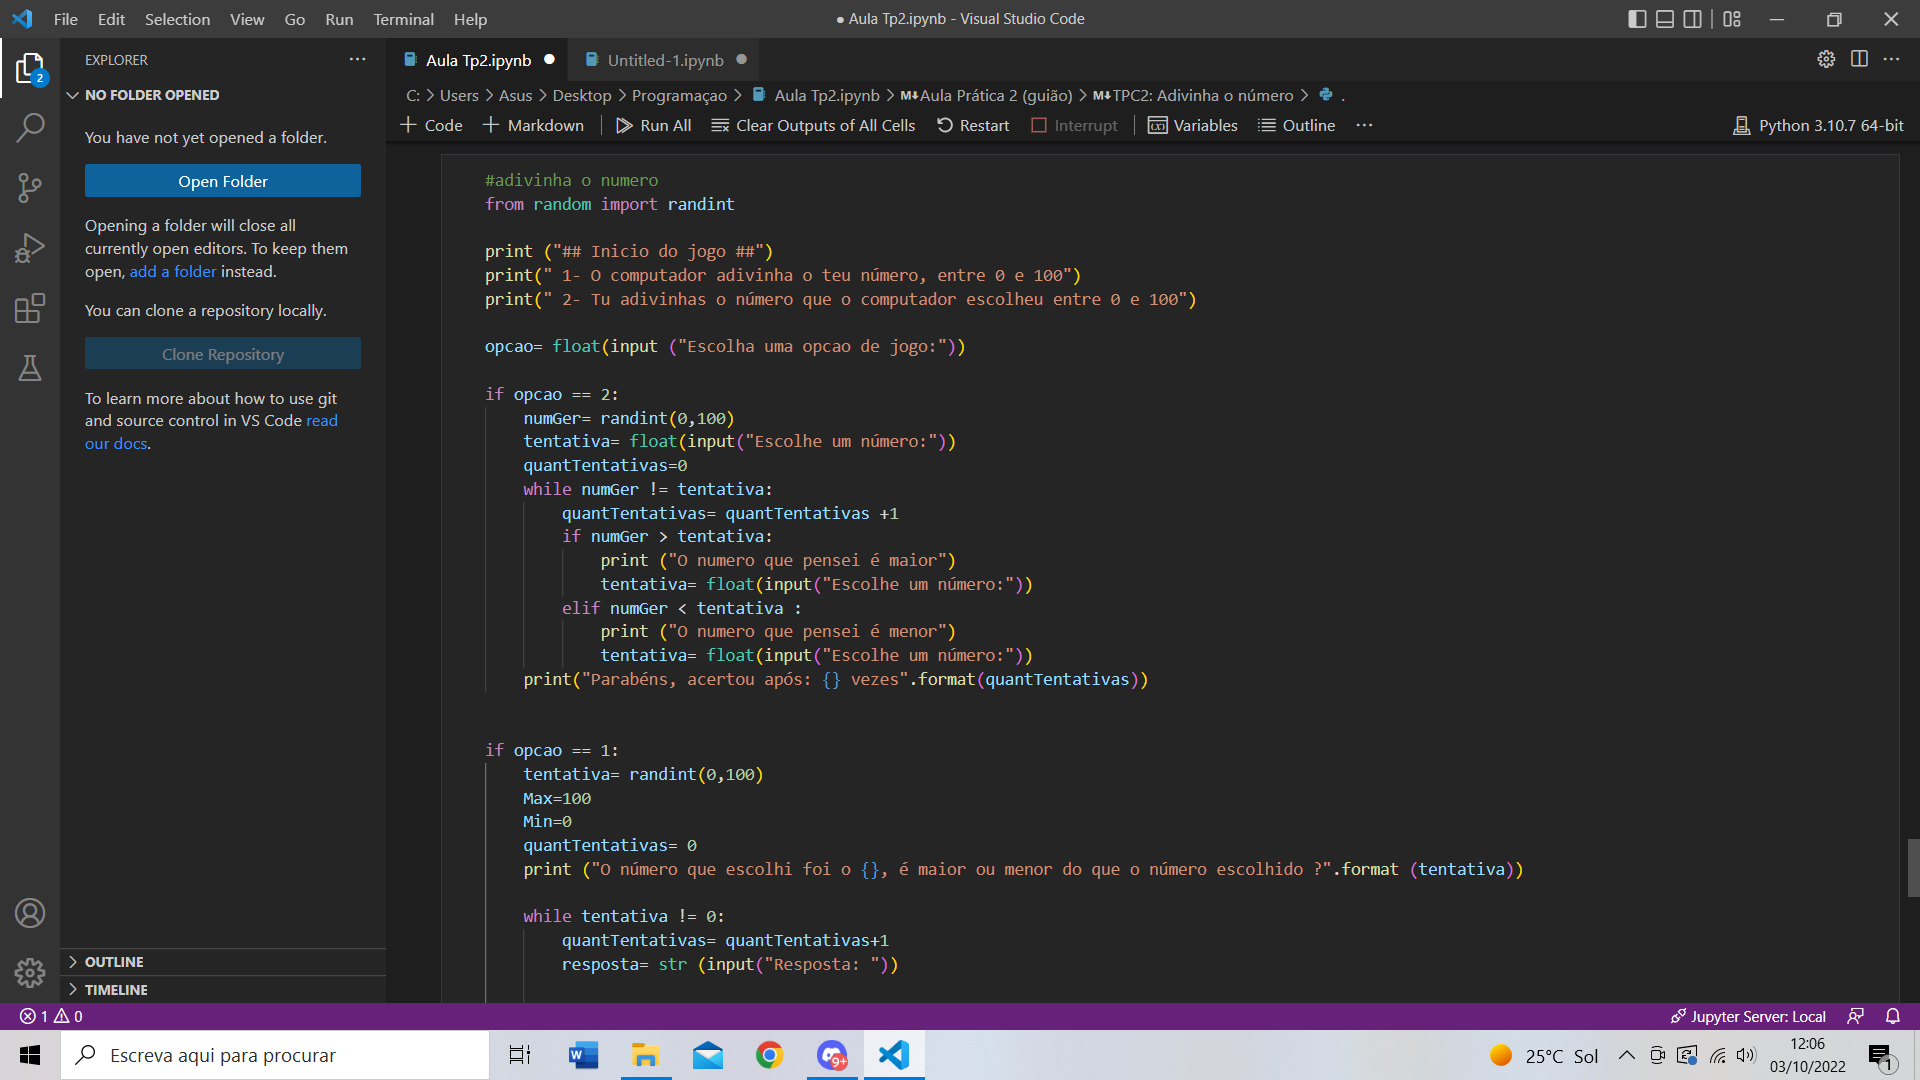 File Edit Selection View Go Run Terminal Help
● Aula Tp2.ipynb - Visual Studio Code
EXPLORER
NO FOLDER OPENED
You have not yet opened a folder.
Open Folder
Opening a folder will close all
currently open editors. To keep them
open, add a folder instead.
You can clone a repository locally.
Clone Repository
To learn more about how to use git
and source control in VS Code read
our docs.
OUTLINE
TIMELINE
2
Aula Tp2.ipynb ● Untitled-1.ipynb ●
C: > Users > Asus > Desktop > Programaçao > Aula Tp2.ipynb > M↓Aula Prática 2 (guião) > M↓TPC2: Adivinha o número > .
+ Code + Markdown Run All Clear Outputs of All Cells Restart Interrupt Variables Outline ...
Python 3.10.7 64-bit
#adivinha o numero
from random import randint
print ("## Inicio do jogo ##")
print(" 1- O computador adivinha o teu número, entre 0 e 100")
print(" 2- Tu adivinhas o número que o computador escolheu entre 0 e 100")
opcao= float(input ("Escolha uma opcao de jogo:"))
if opcao == 2:
    numGer= randint(0,100)
    tentativa= float(input("Escolhe um número:"))
    quantTentativas=0
    while numGer != tentativa:
        quantTentativas= quantTentativas +1
        if numGer > tentativa:
            print ("O numero que pensei é maior")
            tentativa= float(input("Escolhe um número:"))
        elif numGer < tentativa :
            print ("O numero que pensei é menor")
            tentativa= float(input("Escolhe um número:"))
    print("Parabéns, acertou após: {} vezes".format(quantTentativas))
if opcao == 1:
    tentativa= randint(0,100)
    Max=100
    Min=0
    quantTentativas= 0
    print ("O número que escolhi foi o {}, é maior ou menor do que o número escolhido ?".format (tentativa))
    while tentativa != 0:
        quantTentativas= quantTentativas+1
        resposta= str (input("Resposta: "))
1 0
Jupyter Server: Local
Escreva aqui para procurar
9+
25°C Sol
12:06
03/10/2022
1